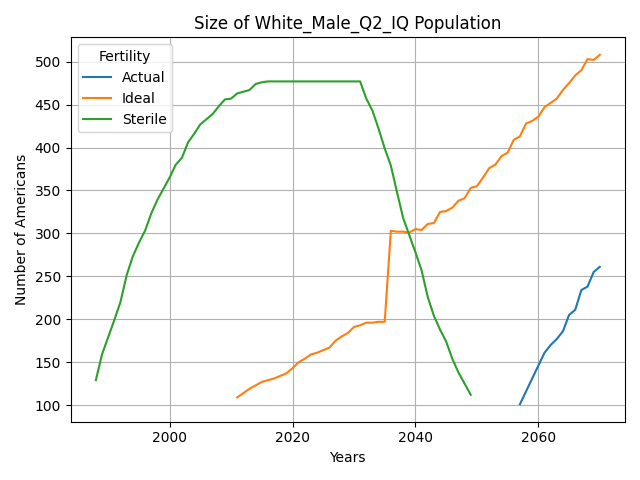 Size of White_Male_Q2_IQ Population
Fertility
Actual
Ideal
Sterile
Number of Americans
500
450
400
350
300
250
200
150
100
2000
2020
2040
2060
Years